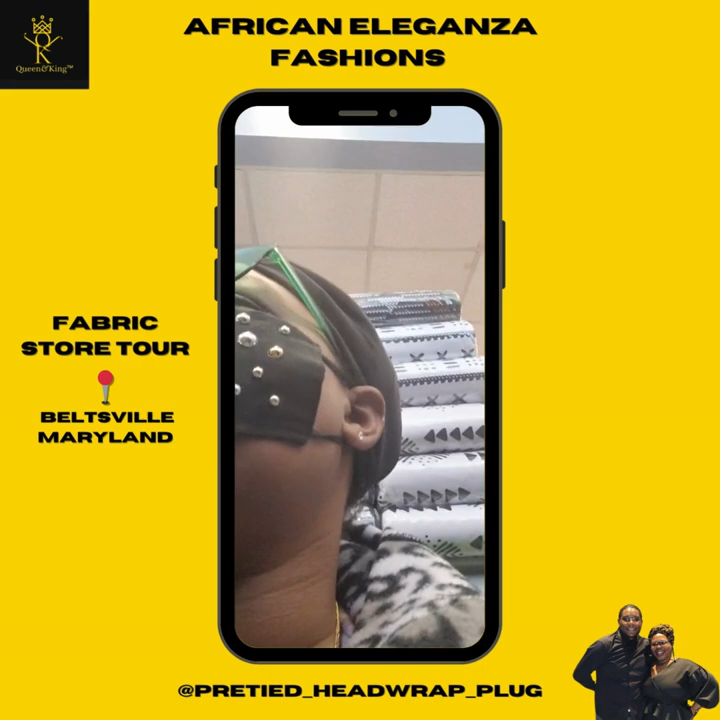 Queen&King™
AFRICAN ELEGANZA
FASHIONS
FABRIC
STORE TOUR
BELTSVILLE
MARYLAND
@PRETIED_HEADWRAP_PLUG